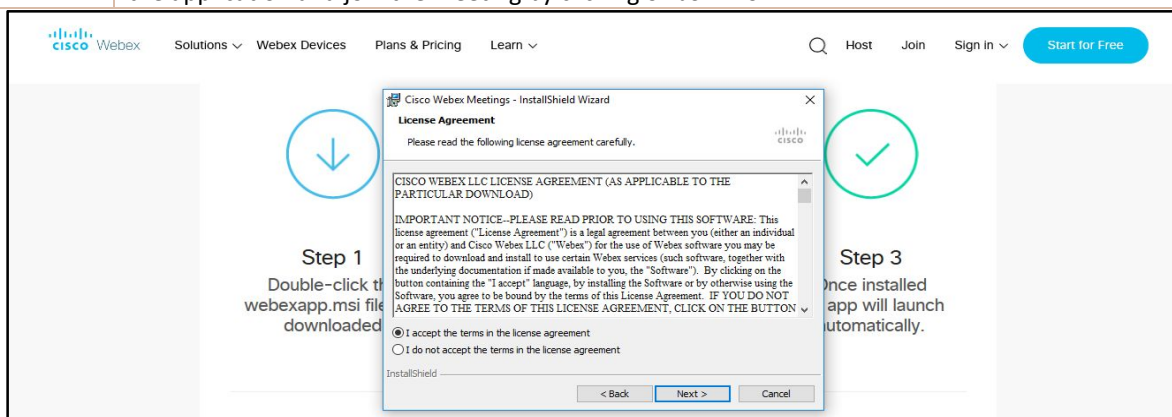 CISCO Webex Solutions Webex Devices Plans & Pricing Learn Host Join Sign in Start for Free
Cisco Webex Meetings - InstallShield Wizard
License Agreement
Please read the following license agreement carefully.
CISCO
CISCO WEBEX LLC LICENSE AGREEMENT (AS APPLICABLE TO THE
PARTICULAR DOWNLOAD)
IMPORTANT NOTICE--PLEASE READ PRIOR TO USING THIS SOFTWARE: This
license agreement ("License Agreement") is a legal agreement between you (either an individual
or an entity) and Cisco Webex LLC ("Webex") for the use of Webex software you may be
required to download and install to use certain Webex services (such software, together with
the underlying documentation if made available to you, the "Software"). By clicking on the
button containing the "I accept" language, by installing the Software or by otherwise using the
Software, you agree to be bound by the terms of this License Agreement. IF YOU DO NOT
AGREE TO THE TERMS OF THIS LICENSE AGREEMENT, CLICK ON THE BUTTON
I accept the terms in the license agreement
I do not accept the terms in the license agreement
InstallShield
< Back Next > Cancel
Step 1
Double-click
webexapp.msi file
downloaded
Step 3
installed
app will launch
automatically.